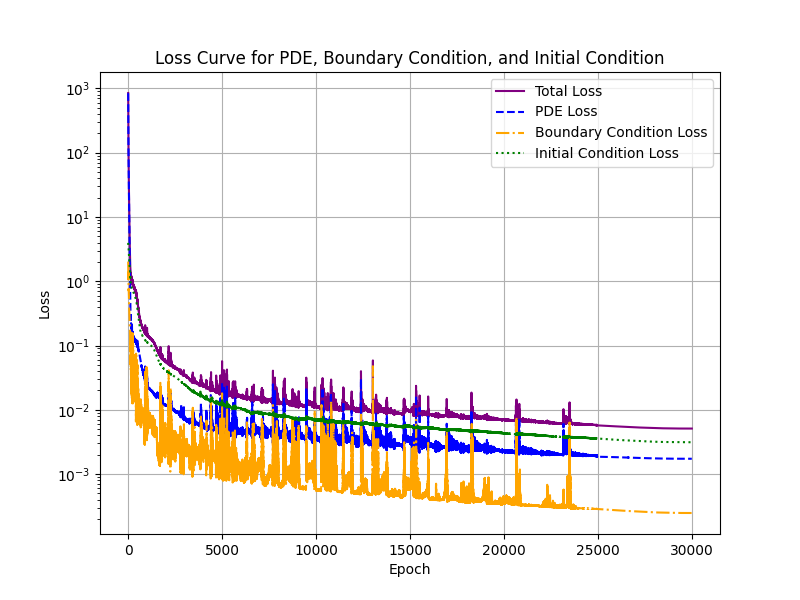 Loss Curve for PDE, Boundary Condition, and Initial Condition
Total Loss
PDE Loss
Boundary Condition Loss
Initial Condition Loss
Loss
10³
10²
10¹
10⁰
10⁻¹
10⁻²
10⁻³
0 5000 10000 15000 20000 25000 30000
Epoch